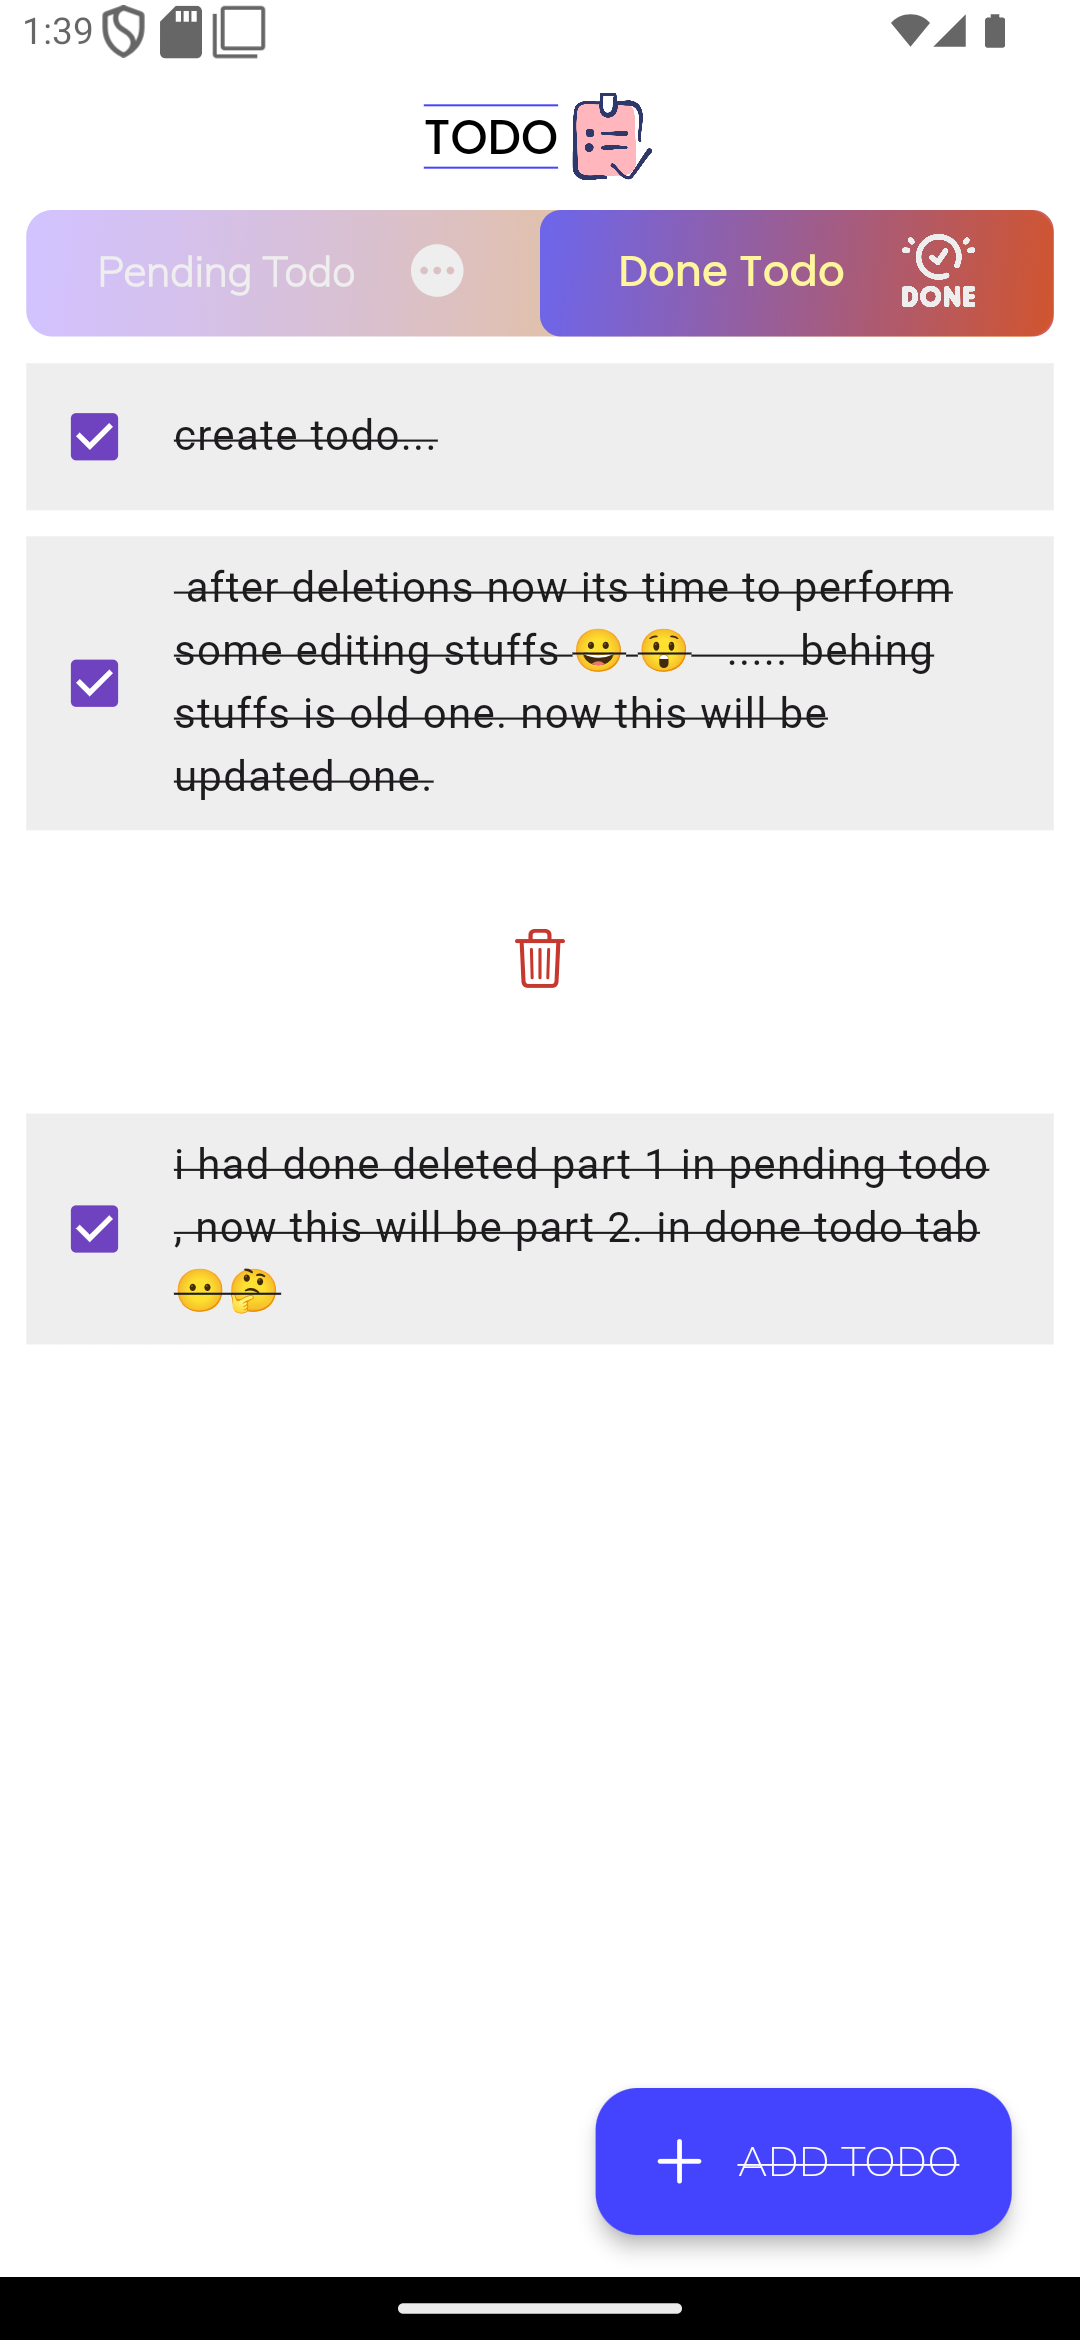 1:39
TODO
Pending Todo
Done Todo
DONE
create todo...
after deletions now its time to perform
some editing stuffs 😀 😲 ..... behing
stuffs is old one. now this will be
updated one.
i had done deleted part 1 in pending todo
, now this will be part 2. in done todo tab
😶🤔
ADD TODO